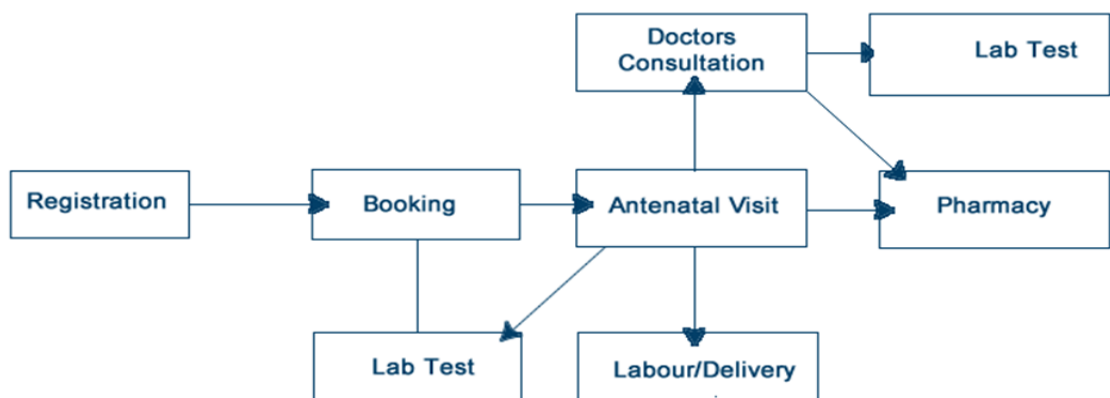 Doctors
Consultation
Lab Test
Registration
Booking
Antenatal Visit
Pharmacy
Lab Test
Labour/Delivery